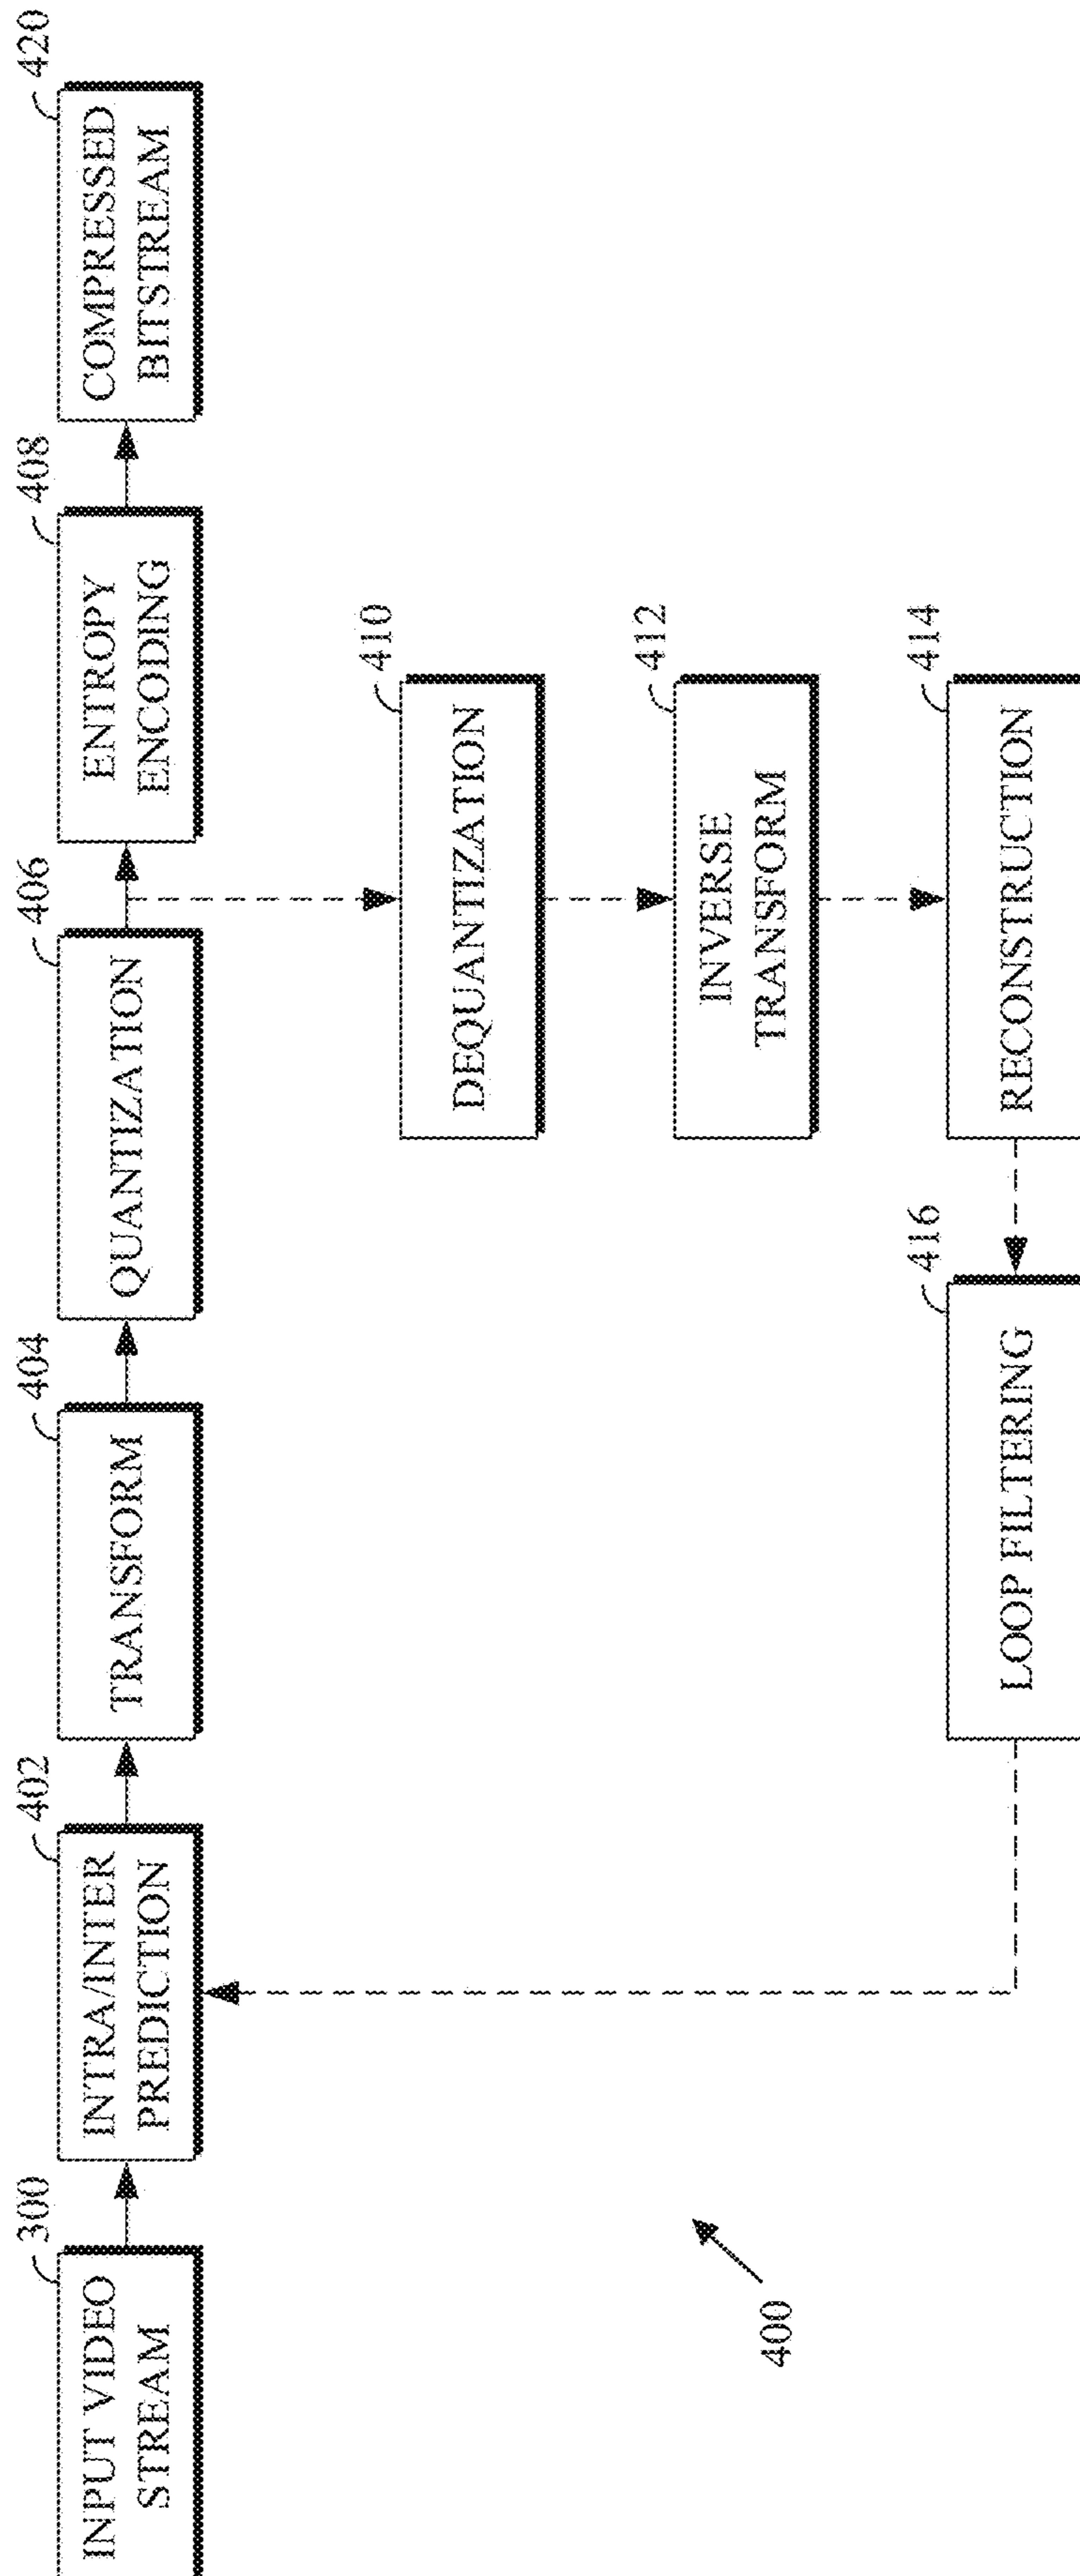 300
INPUT VIDEO
STREAM
402
INTRA/INTER
PREDICTION
404
TRANSFORM
406
QUANTIZATION
408
ENTROPY
ENCODING
420
COMPRESSED
BITSTREAM
410
DEQUANTIZATION
412
INVERSE
TRANSFORM
416
LOOP FILTERING
414
RECONSTRUCTION
400